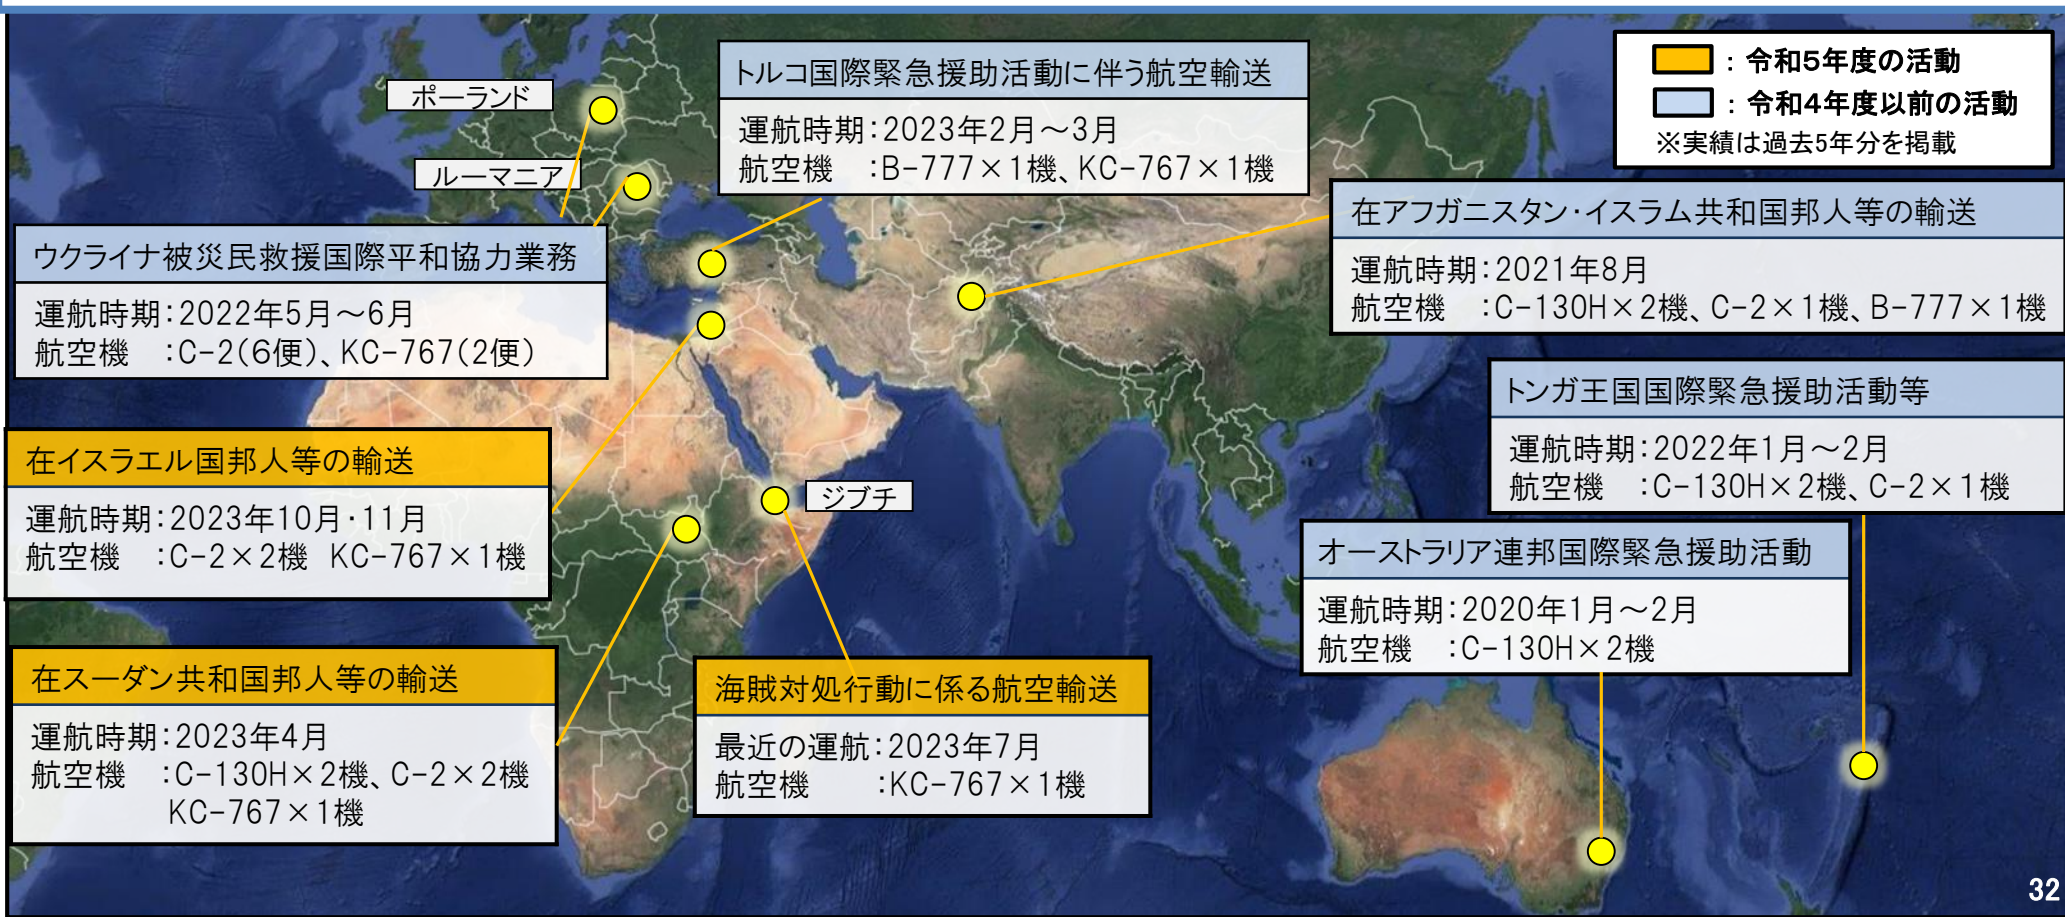 ：令和5年度の活動
：令和4年度以前の活動
※実績は過去5年分を掲載
ポーランド
ルーマニア
トルコ国際緊急援助活動に伴う航空輸送
運航時期：2023年2月～3月
航空機　：B-777×1機、KC-767×1機
在アフガニスタン・イスラム共和国邦人等の輸送
運航時期：2021年8月
航空機　：C-130H×2機、C-2×1機、B-777×1機
ウクライナ被災民救援国際平和協力業務
運航時期：2022年5月～6月
航空機　：C-2(6便)、KC-767(2便)
トンガ王国国際緊急援助活動等
運航時期：2022年1月～2月
航空機　：C-130H×2機、C-2×1機
在イスラエル国邦人等の輸送
運航時期：2023年10月・11月
航空機　：C-2×2機　KC-767×1機
ジブチ
オーストラリア連邦国際緊急援助活動
運航時期：2020年1月～2月
航空機　：C-130H×2機
在スーダン共和国邦人等の輸送
運航時期：2023年4月
航空機　：C-130H×2機、C-2×2機
KC-767×1機
海賊対処行動に係る航空輸送
最近の運航：2023年7月
航空機　　：KC-767×1機
32